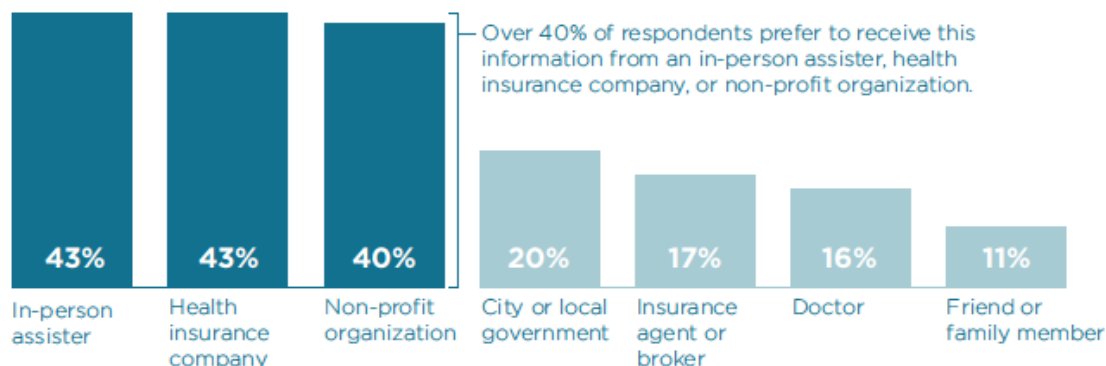 Over 40% of respondents prefer to receive this
information from an in-person assister, health
insurance company, or non-profit organization.
43%
43%
40%
20%
17%
16%
11%
In-person
assister
Health
insurance
company
Non-profit
organization
City or local
government
Insurance
agent or
broker
Doctor
Friend or
family member